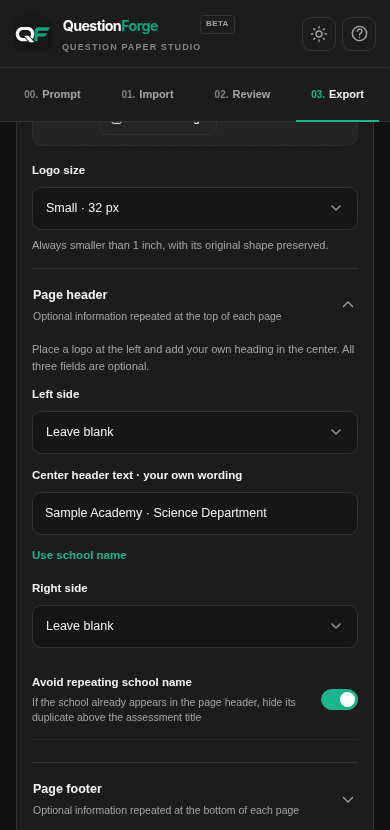 QF QuestionForge BETA
QUESTION PAPER STUDIO
00. Prompt 01. Import 02. Review 03. Export
Logo size
Small · 32 px
Always smaller than 1 inch, with its original shape preserved.
Page header
Optional information repeated at the top of each page
Place a logo at the left and add your own heading in the center. All
three fields are optional.
Left side
Leave blank
Center header text · your own wording
Sample Academy · Science Department
Use school name
Right side
Leave blank
Avoid repeating school name
If the school already appears in the page header, hide its
duplicate above the assessment title
Page footer
Optional information repeated at the bottom of each page